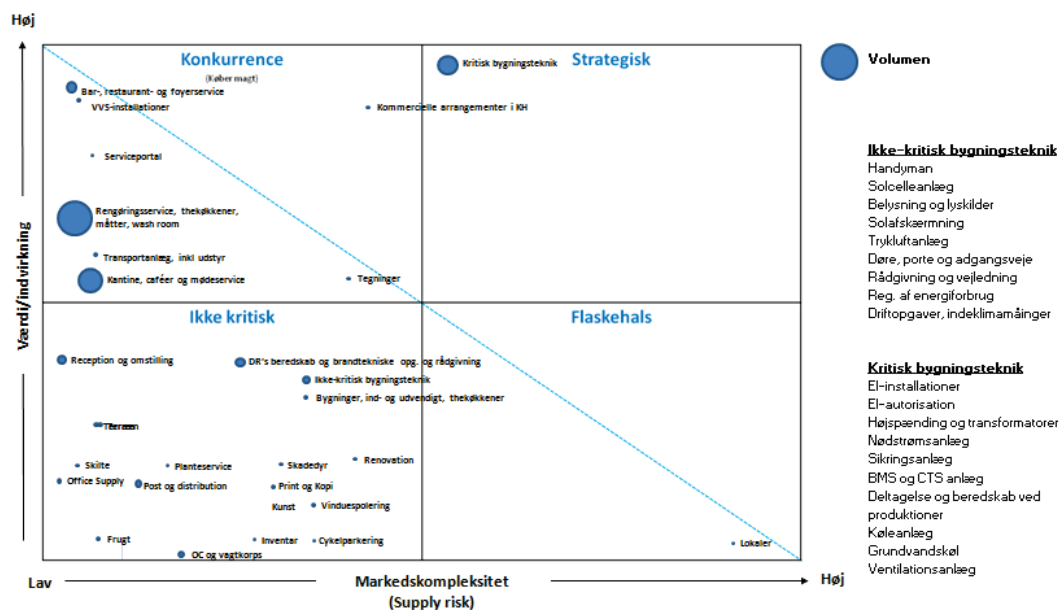 Høj
Konkurrence
(Køber magt)
Strategisk
Kritisk bygningsteknik
Volumen
Bar-, restaurant- og foyerservice
VVS-installationer
Kommercielle arrangementer i KH
Serviceportal
Rengøringsservice, thekøkkener,
måtter, wash room
Transportanlæg, inkl udstyr
Kantine, caféer og mødeservice
Tegninger
Værdi/indvirkning
Ikke kritisk
Flaskehals
Reception og omstilling
DR's beredskab og brandtekniske opg. og rådgivning
Ikke-kritisk bygningsteknik
Bygninger, ind- og udvendigt, thekøkkener
Skilte
Planteservice
Skadedyr
Renovation
Office Supply
Post og distribution
Print og Kopi
Kunst
Vinduespolering
Frugt
Inventar
Cykelparkering
Lokaler
OC og vagtkorps
Lav
Markedskompleksitet
(Supply risk)
Høj
Ikke-kritisk bygningsteknik
Handyman
Solcelleanlæg
Belysning og lyskilder
Solafskærmning
Trykluftanlæg
Døre, porte og adgangsveje
Rådgivning og vejledning
Reg. af energiforbrug
Driftopgaver, indeklimamåinger
Kritisk bygningsteknik
El-installationer
El-autorisation
Højspænding og transformatorer
Nødstrømsanlæg
Sikringsanlæg
BMS og CTS anlæg
Deltagelse og beredskab ved
produktioner
Køleanlæg
Grundvandskøl
Ventilationsanlæg